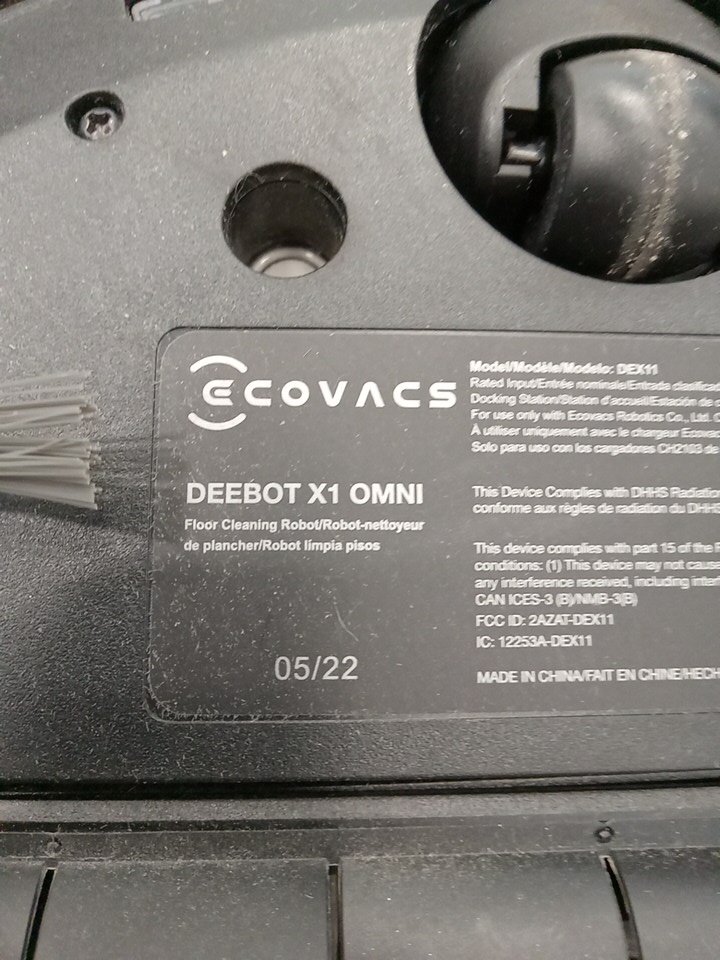 ECOVACS
DEEBOT X1 OMNI
Floor Cleaning Robot/Robot-nettoyeur
de plancher/Robot limpia pisos
05/22
Model/Modèle/Modelo: DEX11
Rated Input/Entrée nominale/Entrada
Docking Station/Station d'accueil/Estación de
For use only with Ecovacs Robotics Co., Ltd.
À utiliser uniquement avec le chargeur
Solo para uso con los cargadores CH2103 de
This Device Complies with DHHS
conforme aux règles de radiation du
This device complies with part 15 of the
conditions: (1) This device may not cause
any interference received, including
CAN ICES-3 (B)/NMB-3(B)
FCC ID: 2AZAT-DEX11
IC: 12253A-DEX11
MADE IN CHINA/FAIT EN CHINE/